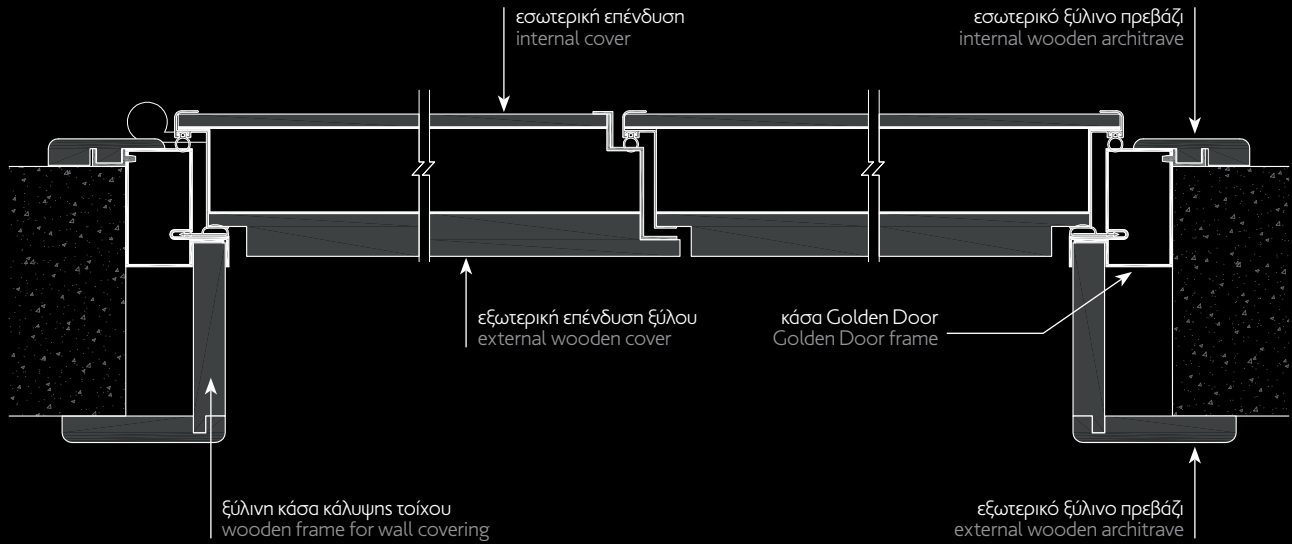 εσωτερική επένδυση
internal cover
εσωτερικό ξύλινο πρεβάζι
internal wooden architrave
εξωτερική επένδυση ξύλου
external wooden cover
κάσα Golden Door
Golden Door frame
ξύλινη κάσα κάλυψης τοίχου
wooden frame for wall covering
εξωτερικό ξύλινο πρεβάζι
external wooden architrave